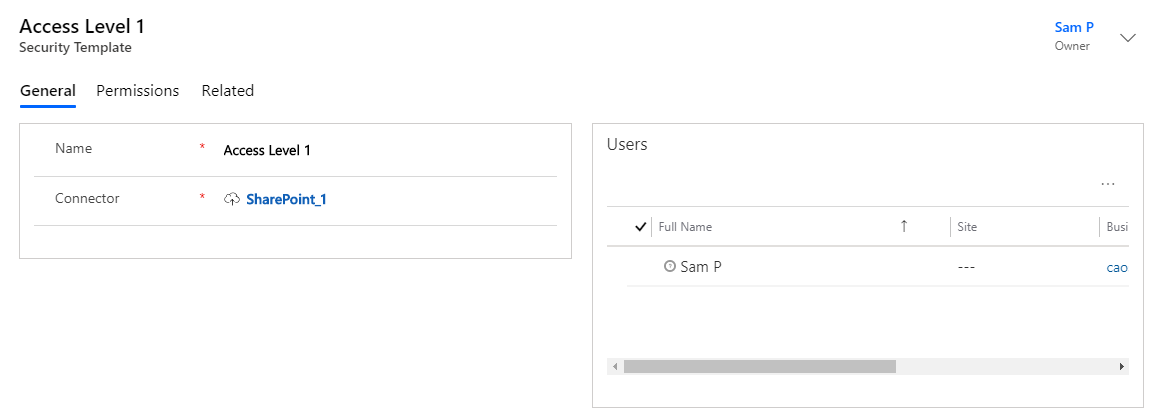 Access Level 1
Security Template
Sam P
Owner
General Permissions Related
Name * Access Level 1
Connector * SharePoint_1
Users
...
Full Name ↑ Site Busi
Sam P --- cao